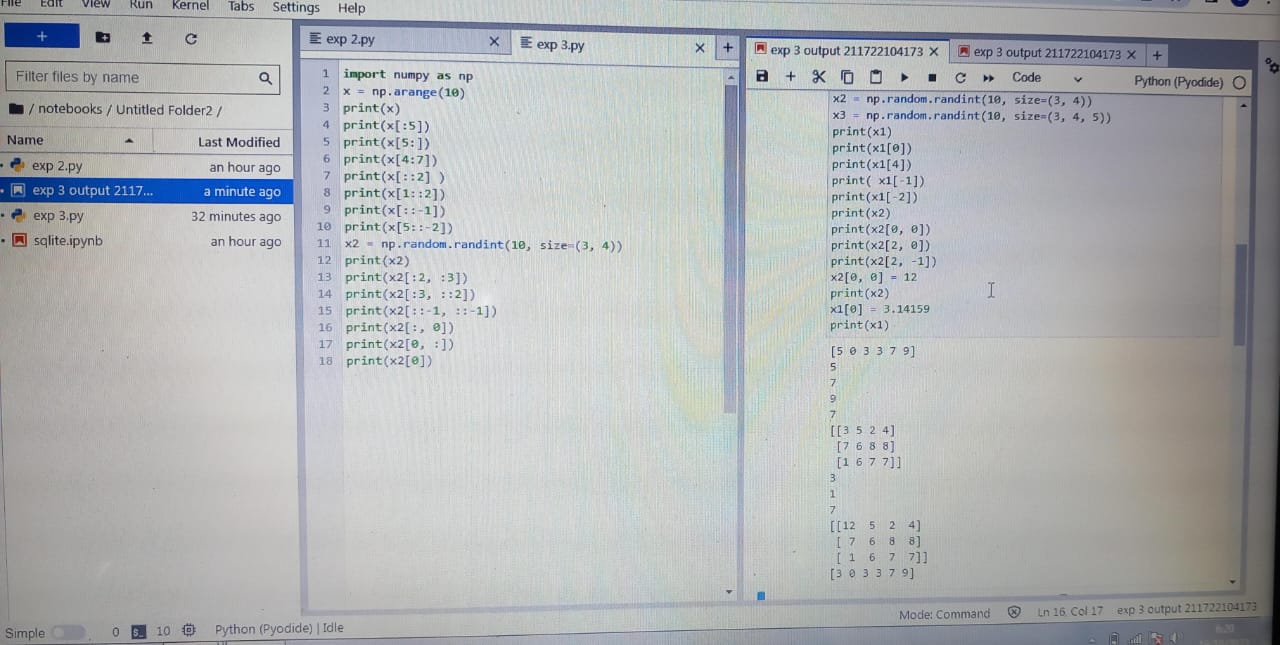 File Edit View Run Kernel Tabs Settings Help
+
Filter files by name
/ notebooks / Untitled Folder2 /
Name Last Modified
exp 2.py an hour ago
exp 3 output 2117... a minute ago
exp 3.py 32 minutes ago
sqlite.ipynb an hour ago
exp 2.py × exp 3.py × +
1 import numpy as np
2 x = np.arange(10)
3 print(x)
4 print(x[:5])
5 print(x[5:])
6 print(x[4:7])
7 print(x[::2] )
8 print(x[1::2])
9 print(x[::-1])
10 print(x[5::-2])
11 x2 = np.random.randint(10, size=(3, 4))
12 print(x2)
13 print(x2[:2, :3])
14 print(x2[:3, ::2])
15 print(x2[::-1, ::-1])
16 print(x2[:, 0])
17 print(x2[0, :])
18 print(x2[0])
exp 3 output 211722104173 × exp 3 output 211722104173 × +
Code Python (Pyodide)
x2 = np.random.randint(10, size=(3, 4))
x3 = np.random.randint(10, size=(3, 4, 5))
print(x1)
print(x1[0])
print(x1[4])
print( x1[-1])
print(x1[-2])
print(x2)
print(x2[0, 0])
print(x2[2, 0])
print(x2[2, -1])
x2[0, 0] = 12
print(x2)
x1[0] = 3.14159
print(x1)
[5 0 3 3 7 9]
5
7
9
7
[[3 5 2 4]
[7 6 8 8]
[1 6 7 7]]
3
1
7
[[12 5 2 4]
[ 7 6 8 8]
[ 1 6 7 7]]
[3 0 3 3 7 9]
Simple 0 $_ 10 Python (Pyodide) | Idle
Mode: Command Ln 16, Col 17 exp 3 output 211722104173